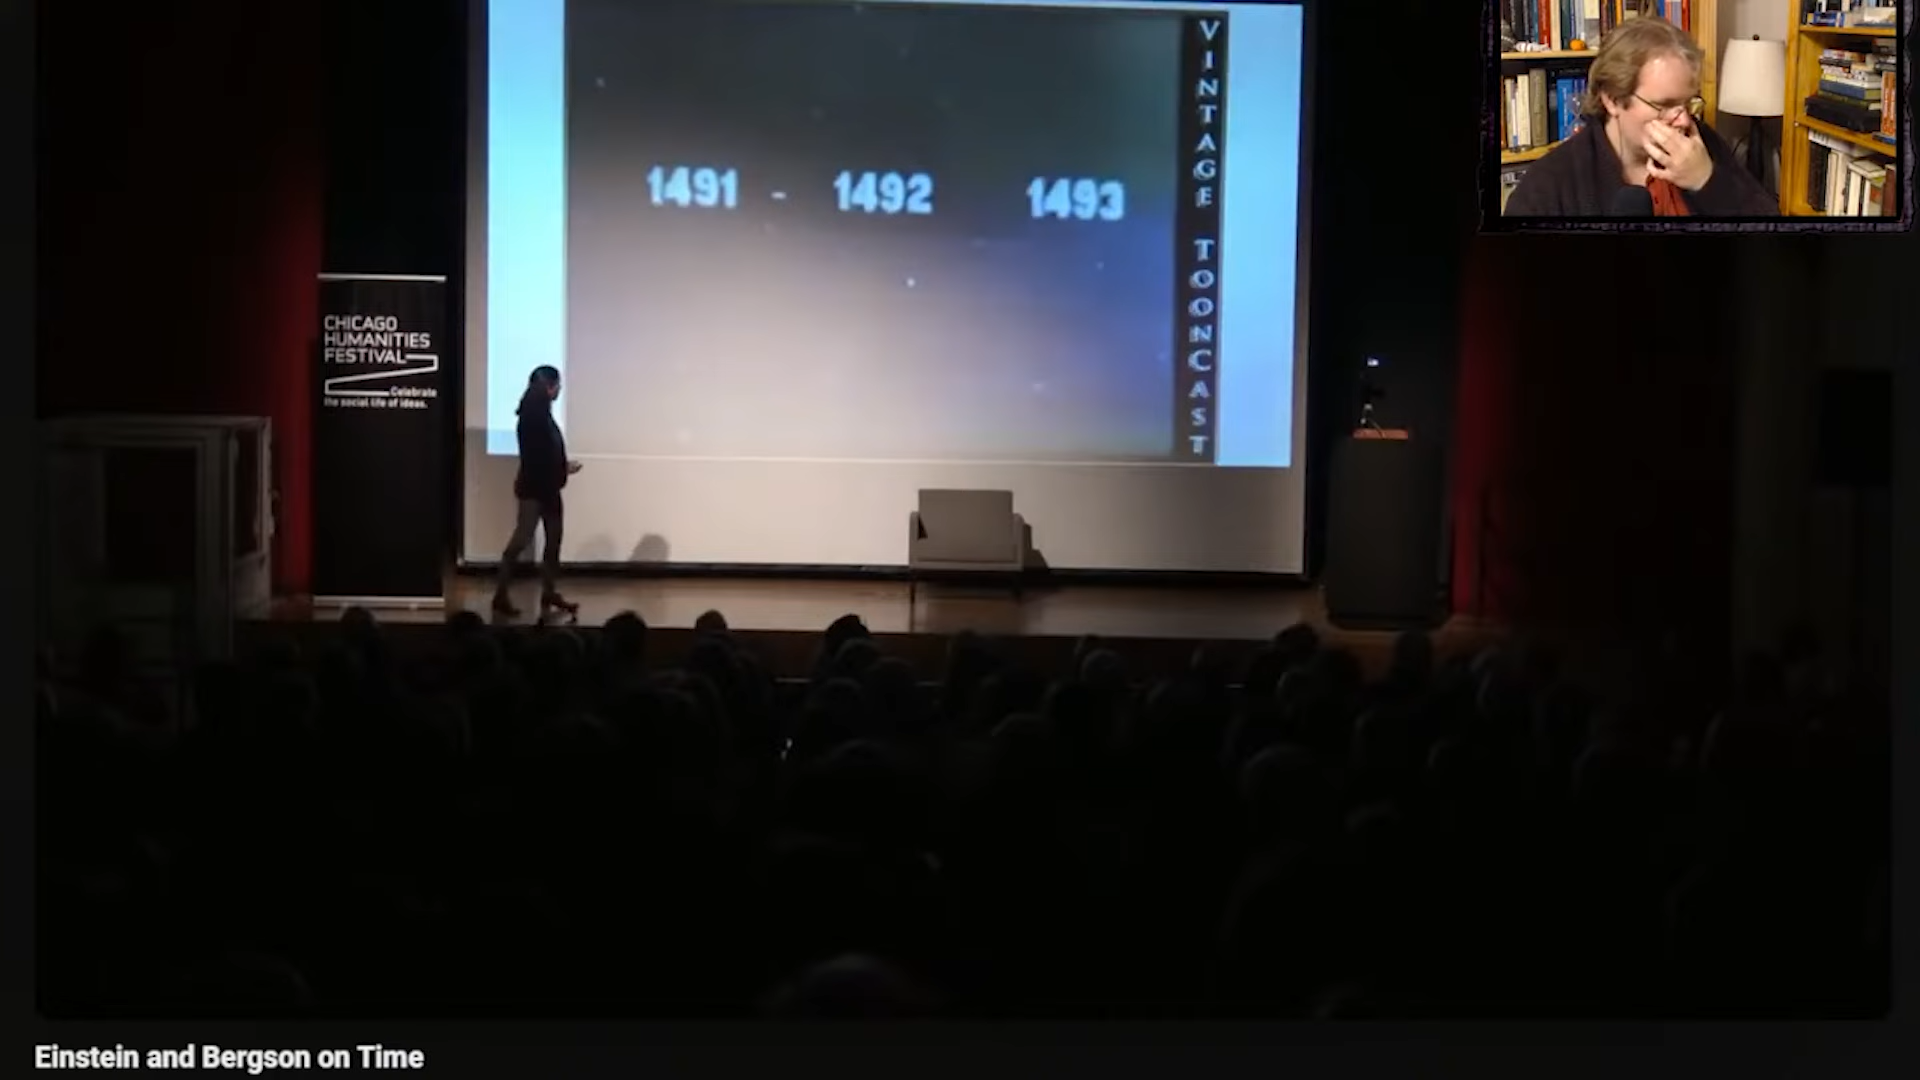 1491 - 1492 1493
VINTAGE TOONCAST
CHICAGO
HUMANITIES
FESTIVAL
Celebrate
the social life of ideas.
Einstein and Bergson on Time